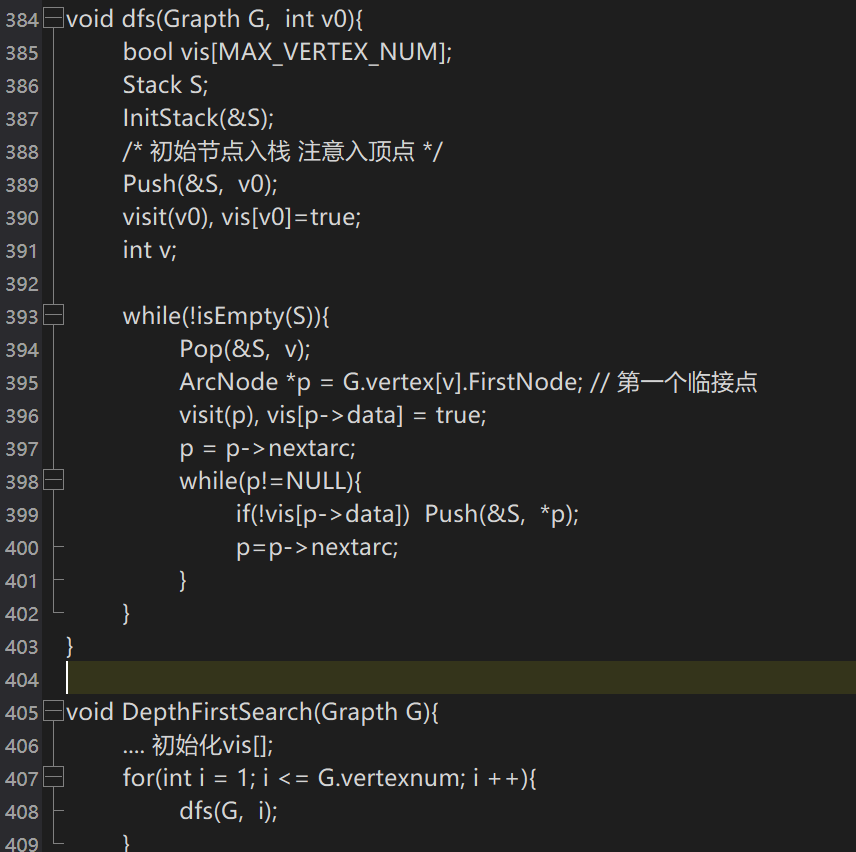 384 void dfs(Grapth G, int v0){
385 bool vis[MAX_VERTEX_NUM];
386 Stack S;
387 InitStack(&S);
388 /* 初始节点入栈 注意入顶点 */
389 Push(&S, v0);
390 visit(v0), vis[v0]=true;
391 int v;
392
393 while(!isEmpty(S)){
394 Pop(&S, v);
395 ArcNode *p = G.vertex[v].FirstNode; // 第一个临接点
396 visit(p), vis[p->data] = true;
397 p = p->nextarc;
398 while(p!=NULL){
399 if(!vis[p->data]) Push(&S, *p);
400 p=p->nextarc;
401 }
402 }
403 }
404
405 void DepthFirstSearch(Grapth G){
406 .... 初始化vis[];
407 for(int i = 1; i <= G.vertexnum; i ++){
408 dfs(G, i);
409 }